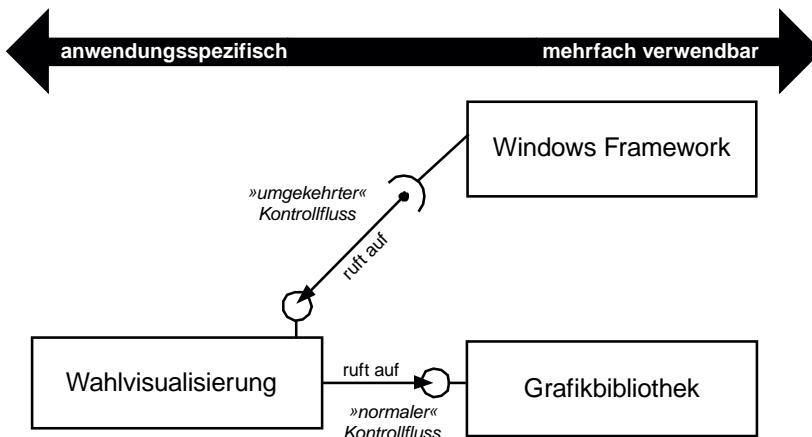 anwendungsspezifisch
mehrfach verwendbar
Windows Framework
»umgekehrter«
Kontrollfluss
ruft auf
Wahlvisualisierung
ruft auf
Grafikbibliothek
»normaler«
Kontrollfluss